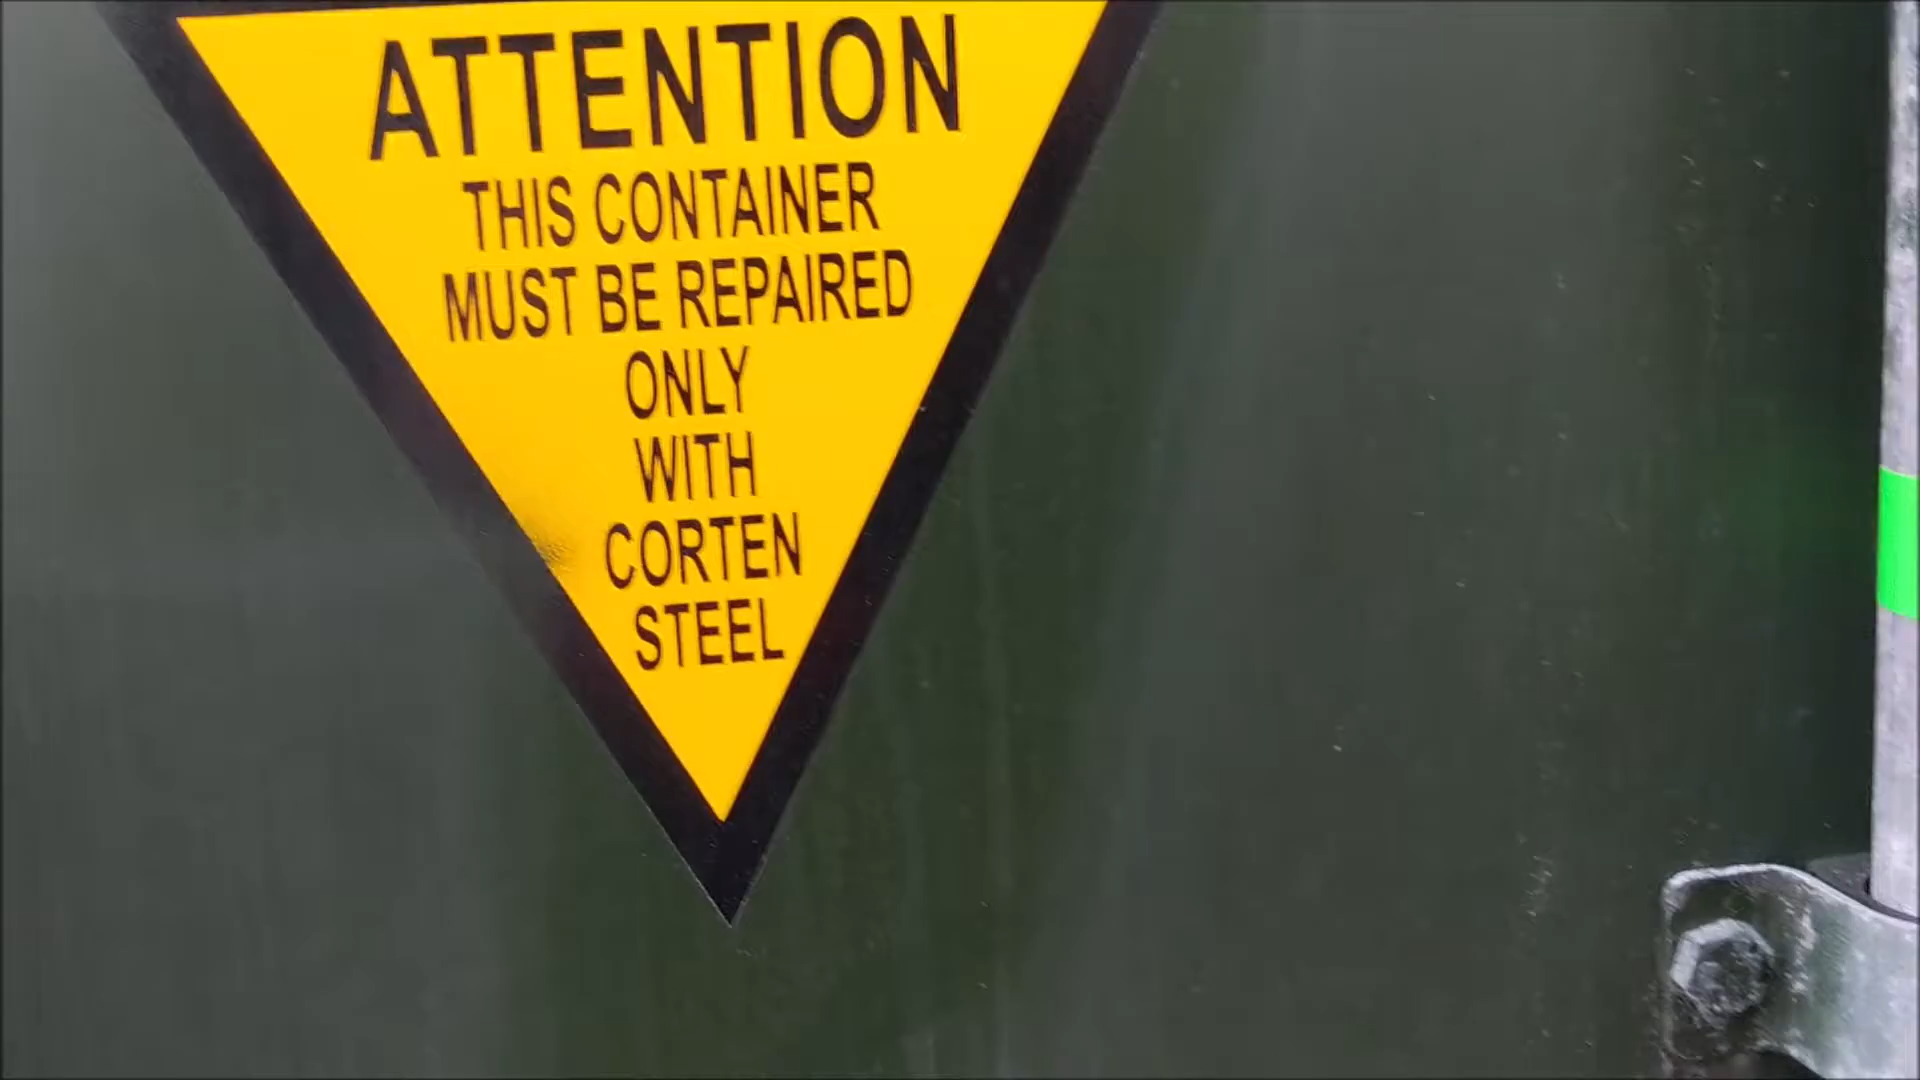 ATTENTION
THIS CONTAINER
MUST BE REPAIRED
ONLY
WITH
CORTEN
STEEL